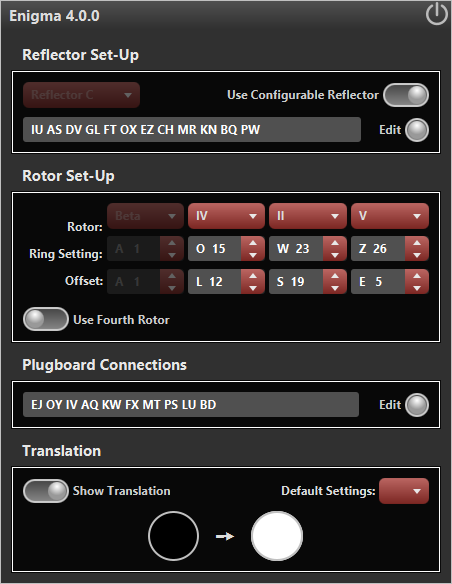 Enigma 4.0.0
Reflector Set-Up
Reflector C Use Configurable Reflector
IU AS DV GL FT OX EZ CH MR KN BQ PW Edit
Rotor Set-Up
Rotor: Beta IV II V
Ring Setting: A 1 O 15 W 23 Z 26
Offset: A 1 L 12 S 19 E 5
Use Fourth Rotor
Plugboard Connections
EJ OY IV AQ KW FX MT PS LU BD Edit
Translation
Show Translation Default Settings: